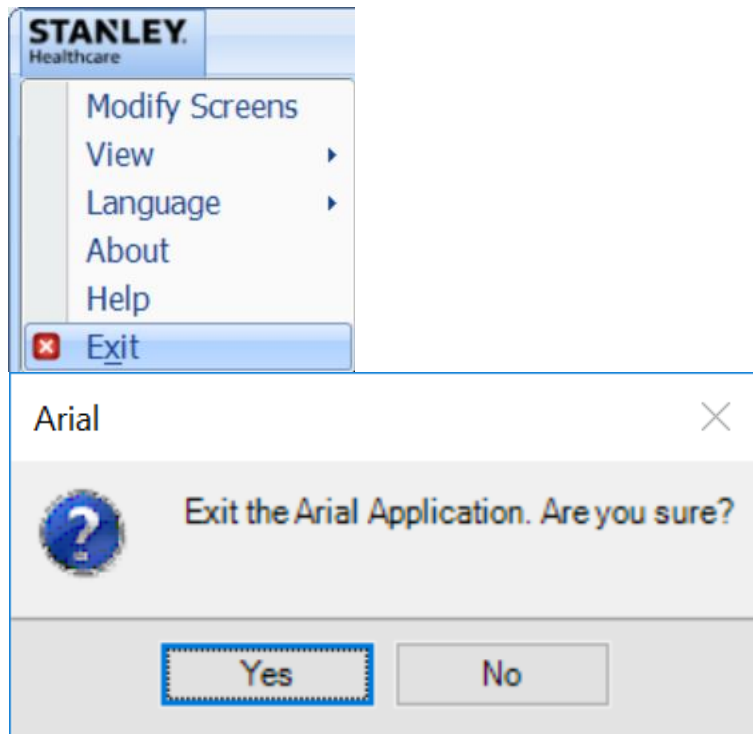 STANLEY.
Healthcare
Modify Screens
View
Language
About
Help
Exit
Arial
Exit the Arial Application. Are you sure?
Yes
No